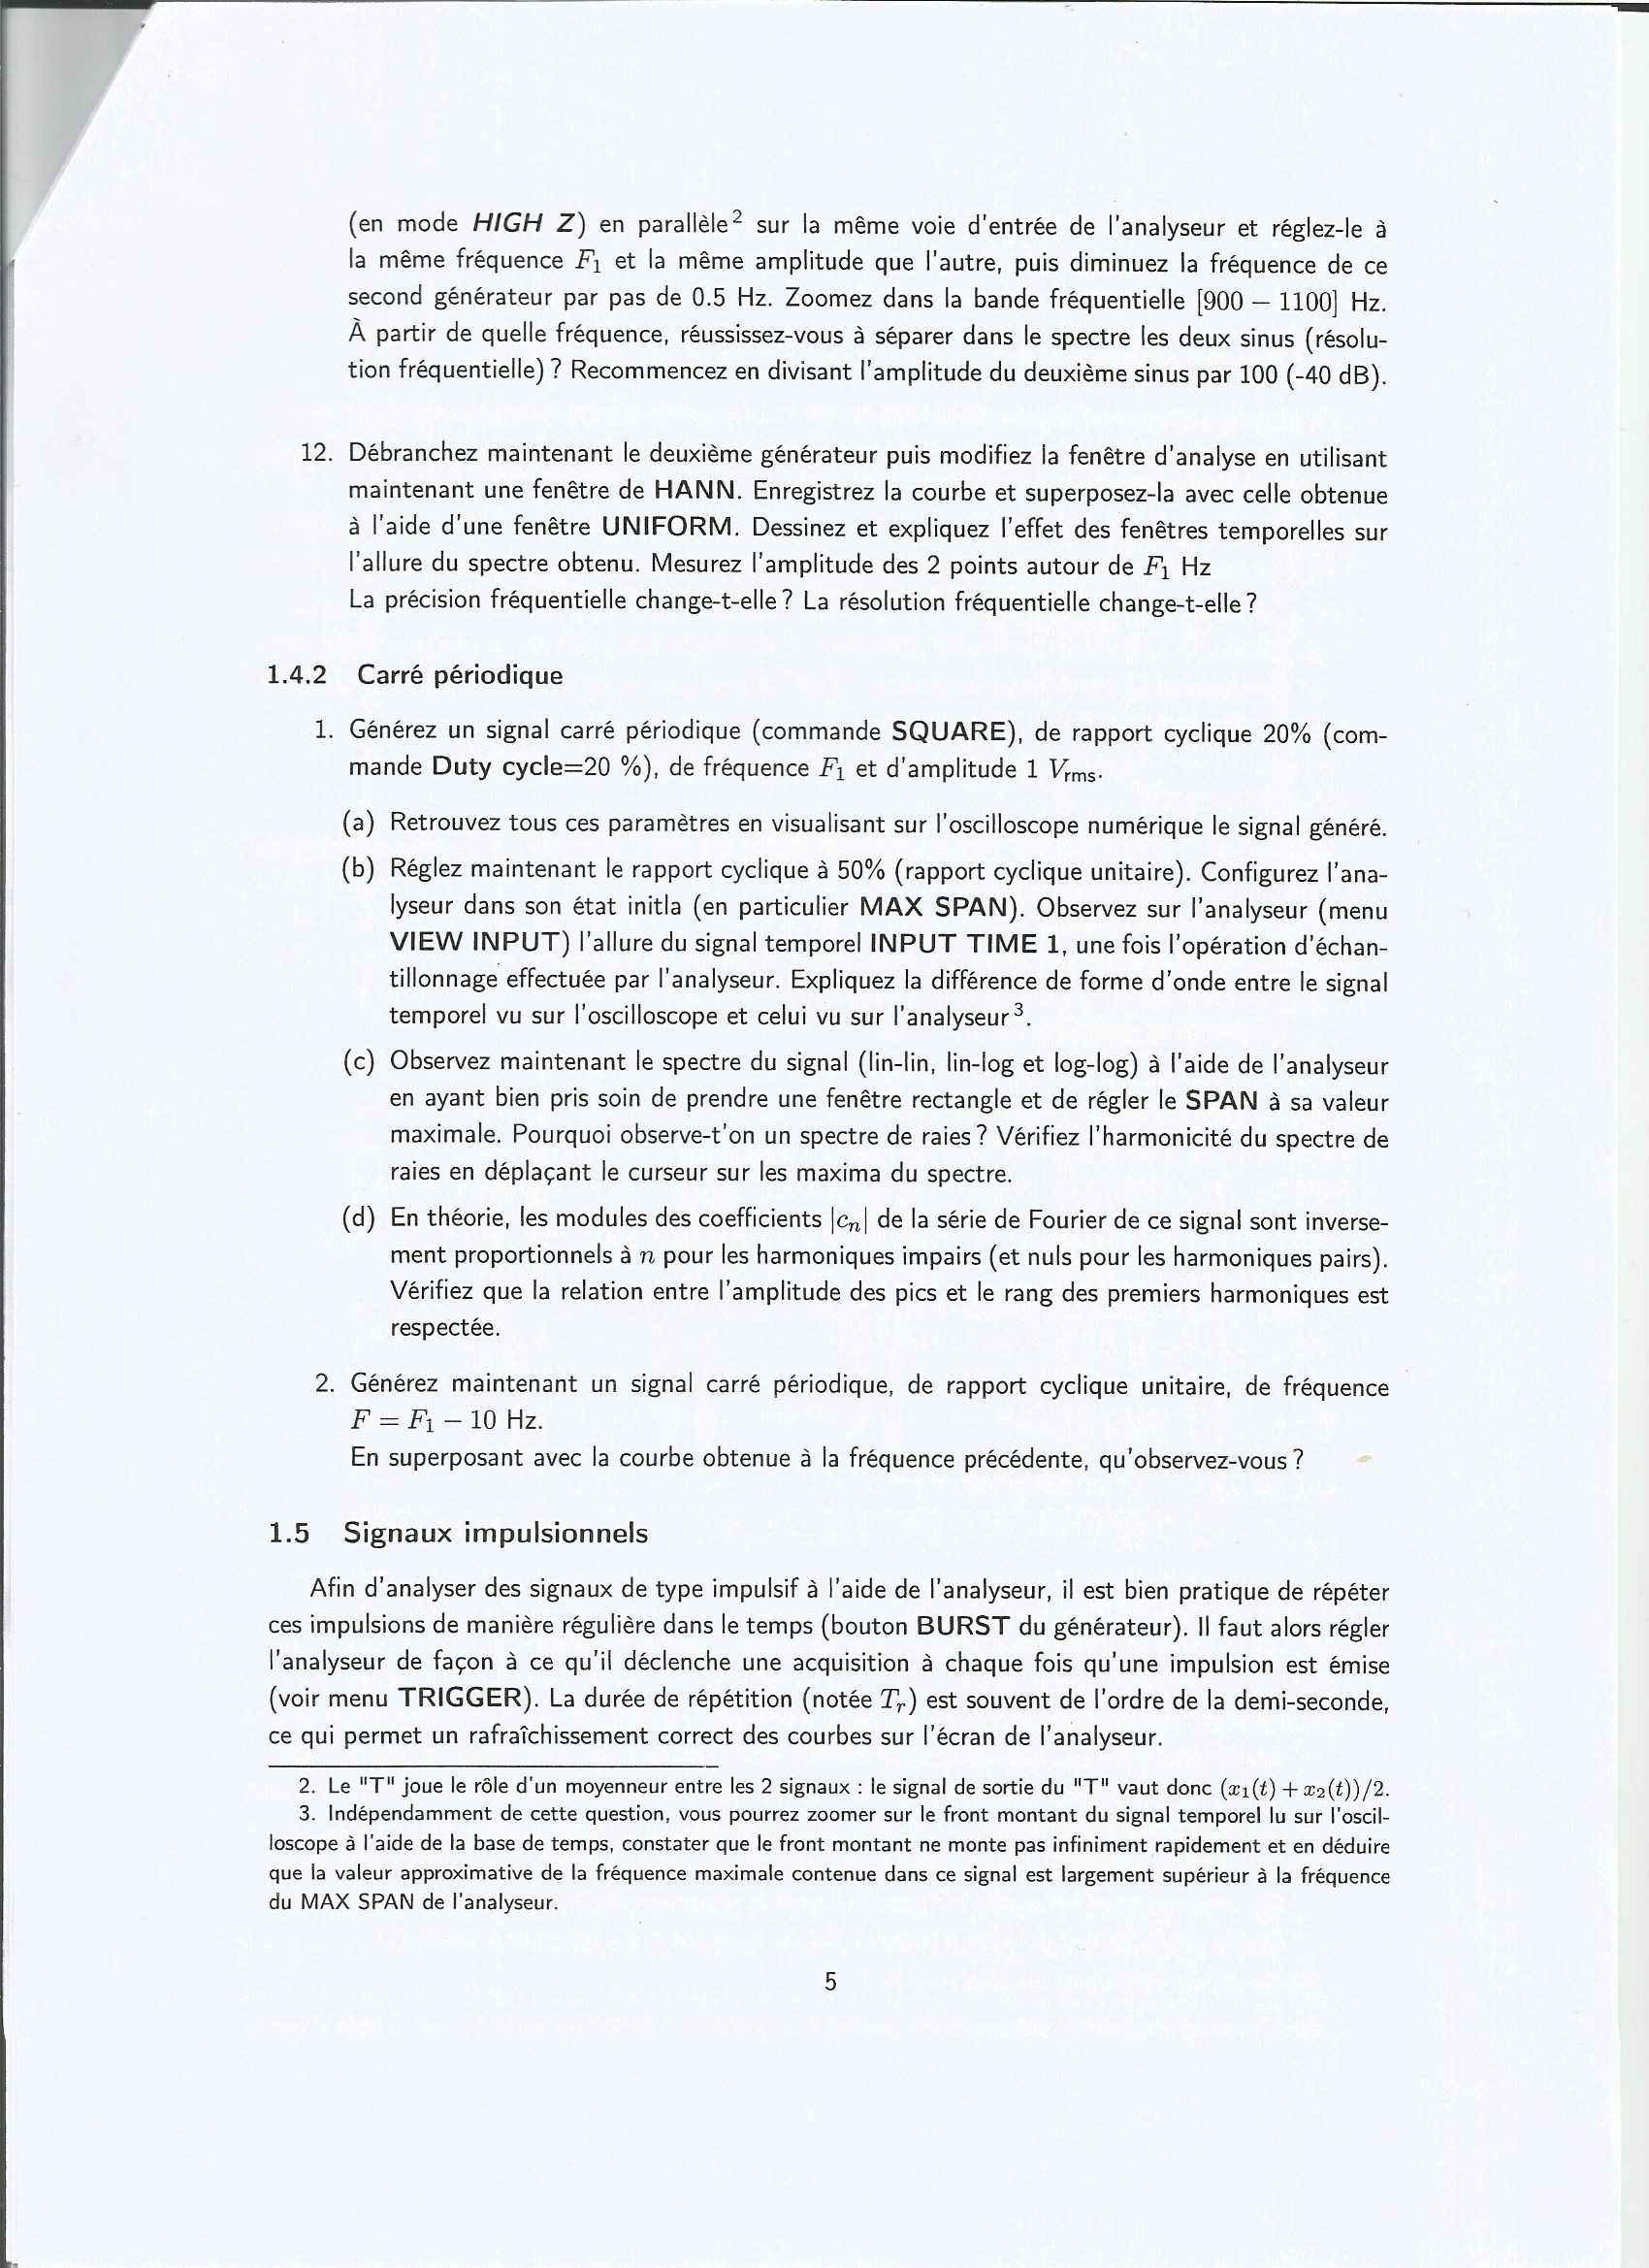 (en mode HIGH Z) en parallèle 2 sur la même voie d'entrée de l'analyseur et réglez-le à
la même fréquence F1 et la même amplitude que l'autre, puis diminuez la fréquence de ce
second générateur par pas de 0.5 Hz. Zoomez dans la bande fréquentielle [900 − 1100] Hz.
À partir de quelle fréquence, réussissez-vous à séparer dans le spectre les deux sinus (résolu-
tion fréquentielle) ? Recommencez en divisant l'amplitude du deuxième sinus par 100 (-40 dB).
12. Débranchez maintenant le deuxième générateur puis modifiez la fenêtre d'analyse en utilisant
maintenant une fenêtre de HANN. Enregistrez la courbe et superposez-la avec celle obtenue
à l'aide d'une fenêtre UNIFORM. Dessinez et expliquez l'effet des fenêtres temporelles sur
l'allure du spectre obtenu. Mesurez l'amplitude des 2 points autour de F1 Hz
La précision fréquentielle change-t-elle ? La résolution fréquentielle change-t-elle ?
1.4.2 Carré périodique
1. Générez un signal carré périodique (commande SQUARE), de rapport cyclique 20% (com-
mande Duty cycle=20 %), de fréquence F1 et d'amplitude 1 Vrms.
(a) Retrouvez tous ces paramètres en visualisant sur l'oscilloscope numérique le signal généré.
(b) Réglez maintenant le rapport cyclique à 50% (rapport cyclique unitaire). Configurez l'ana-
lyseur dans son état initla (en particulier MAX SPAN). Observez sur l'analyseur (menu
VIEW INPUT) l'allure du signal temporel INPUT TIME 1, une fois l'opération d'échan-
tillonnage effectuée par l'analyseur. Expliquez la différence de forme d'onde entre le signal
temporel vu sur l'oscilloscope et celui vu sur l'analyseur 3.
(c) Observez maintenant le spectre du signal (lin-lin, lin-log et log-log) à l'aide de l'analyseur
en ayant bien pris soin de prendre une fenêtre rectangle et de régler le SPAN à sa valeur
maximale. Pourquoi observe-t'on un spectre de raies ? Vérifiez l'harmonicité du spectre de
raies en déplaçant le curseur sur les maxima du spectre.
(d) En théorie, les modules des coefficients |cn| de la série de Fourier de ce signal sont inverse-
ment proportionnels à n pour les harmoniques impairs (et nuls pour les harmoniques pairs).
Vérifiez que la relation entre l'amplitude des pics et le rang des premiers harmoniques est
respectée.
2. Générez maintenant un signal carré périodique, de rapport cyclique unitaire, de fréquence
F = F1 − 10 Hz.
En superposant avec la courbe obtenue à la fréquence précédente, qu'observez-vous ?
1.5 Signaux impulsionnels
Afin d'analyser des signaux de type impulsif à l'aide de l'analyseur, il est bien pratique de répéter
ces impulsions de manière régulière dans le temps (bouton BURST du générateur). Il faut alors régler
l'analyseur de façon à ce qu'il déclenche une acquisition à chaque fois qu'une impulsion est émise
(voir menu TRIGGER). La durée de répétition (notée Tr) est souvent de l'ordre de la demi-seconde,
ce qui permet un rafraîchissement correct des courbes sur l'écran de l'analyseur.
2. Le "T" joue le rôle d'un moyenneur entre les 2 signaux : le signal de sortie du "T" vaut donc (x1(t) + x2(t))/2.
3. Indépendamment de cette question, vous pourrez zoomer sur le front montant du signal temporel lu sur l'oscil-
loscope à l'aide de la base de temps, constater que le front montant ne monte pas infiniment rapidement et en déduire
que la valeur approximative de la fréquence maximale contenue dans ce signal est largement supérieur à la fréquence
du MAX SPAN de l'analyseur.
5